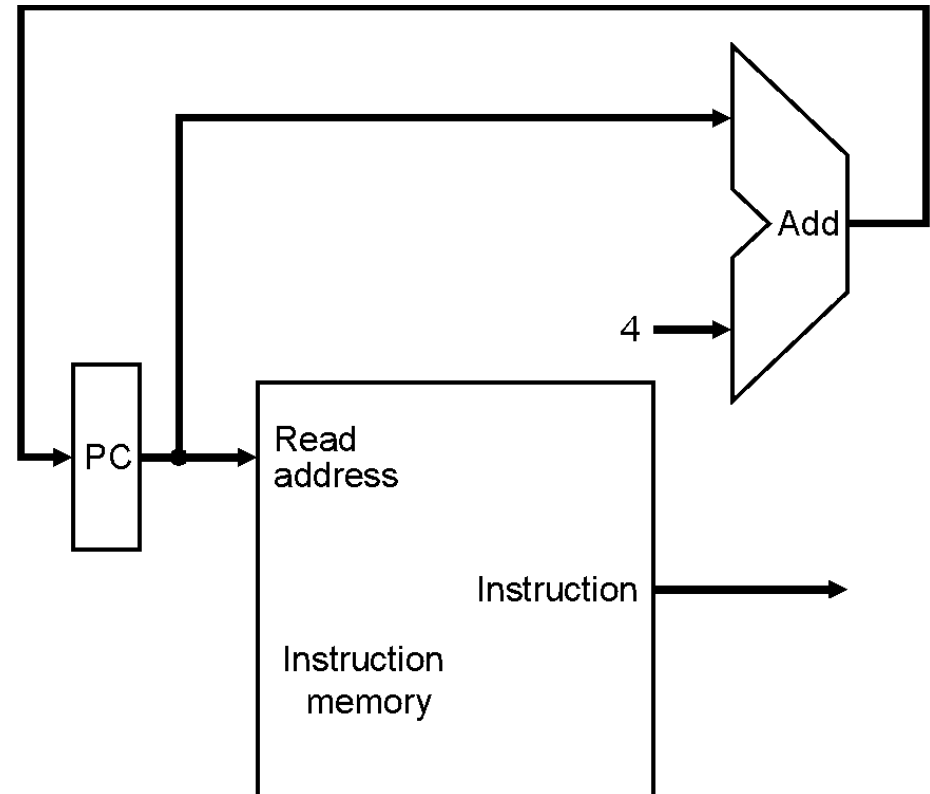 Add
4
PC
Read
address
Instruction
Instruction
memory